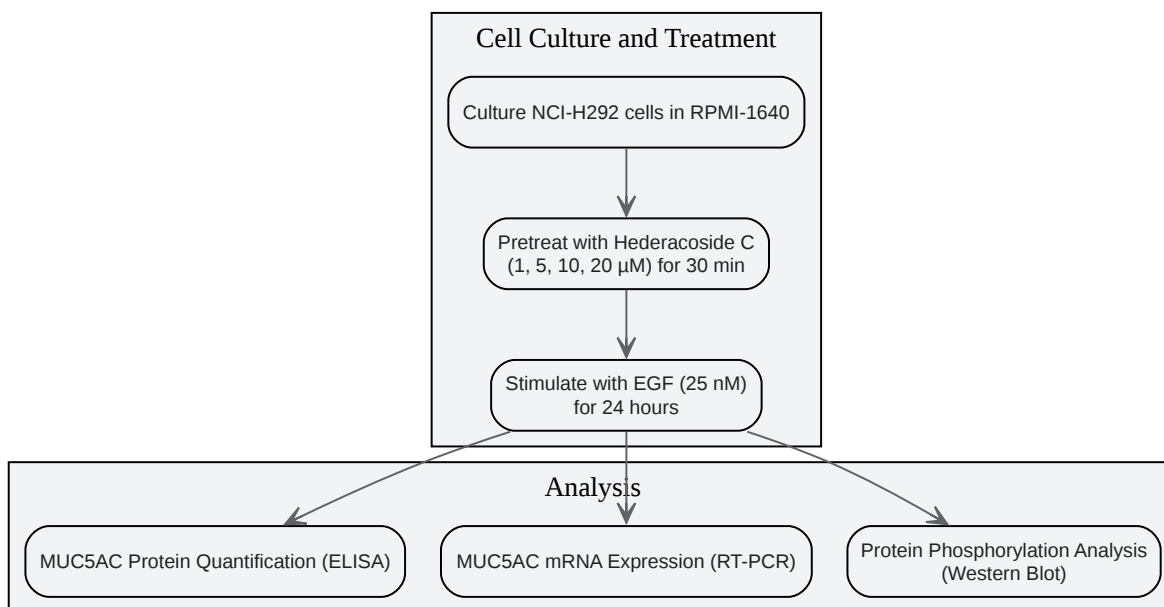 Cell Culture and Treatment
Culture NCI-H292 cells in RPMI-1640
Pretreat with Hederacoside C
(1, 5, 10, 20 µM) for 30 min
Stimulate with EGF (25 nM)
for 24 hours
Analysis
MUC5AC Protein Quantification (ELISA)
MUC5AC mRNA Expression (RT-PCR)
Protein Phosphorylation Analysis
(Western Blot)